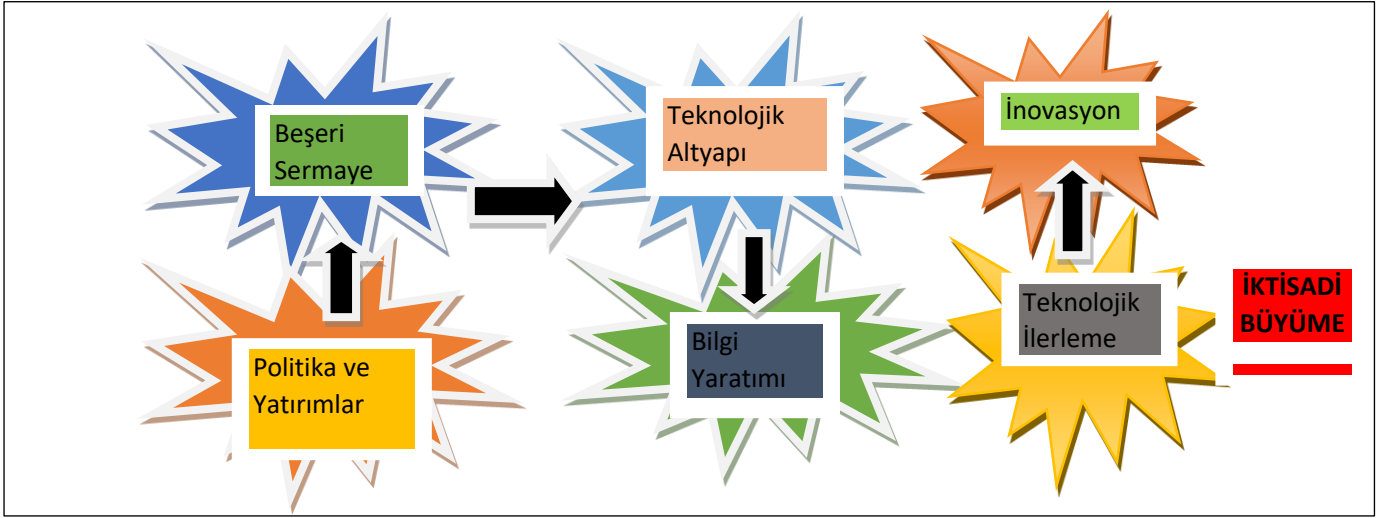 Beşeri
Sermaye
Teknolojik
Altyapı
İnovasyon
Politika ve
Yatırımlar
Bilgi
Yaratımı
Teknolojik
İlerleme
İKTİSADİ
BÜYÜME